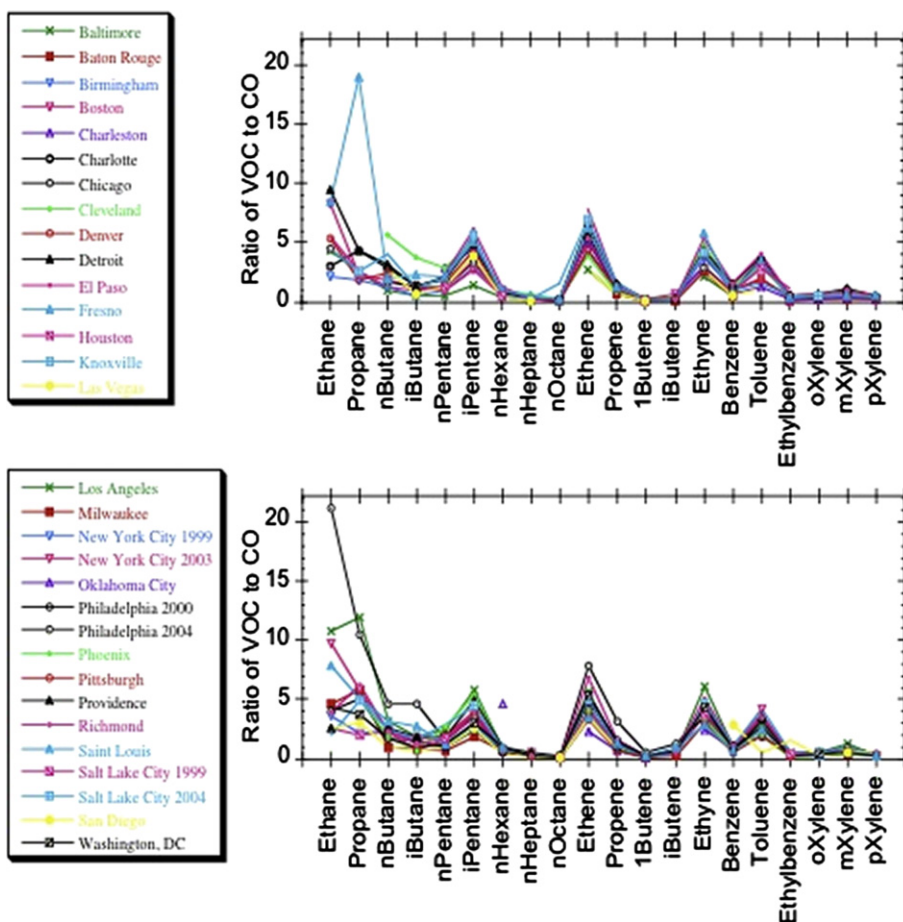 Baltimore
Baton Rouge
Birmingham
Boston
Charleston
Charlotte
Chicago
Cleveland
Denver
Detroit
El Paso
Fresno
Houston
Knoxville
Las Vegas
Ratio of VOC to CO
20
15
10
5
0
Ethane
Propane
nButane
iButane
nPentane
iPentane
nHexane
nHeptane
nOctane
Ethene
Propene
1Butene
iButene
Ethyne
Benzene
Toluene
Ethylbenzene
oXylene
mXylene
pXylene
Los Angeles
Milwaukee
New York City 1999
New York City 2003
Oklahoma City
Philadelphia 2000
Philadelphia 2004
Phoenix
Pittsburgh
Providence
Richmond
Saint Louis
Salt Lake City 1999
Salt Lake City 2004
San Diego
Washington, DC
Ratio of VOC to CO
20
15
10
5
0
Ethane
Propane
nButane
iButane
nPentane
iPentane
nHexane
nHeptane
nOctane
Ethene
Propene
1Butene
iButene
Ethyne
Benzene
Toluene
Ethylbenzene
oXylene
mXylene
pXylene